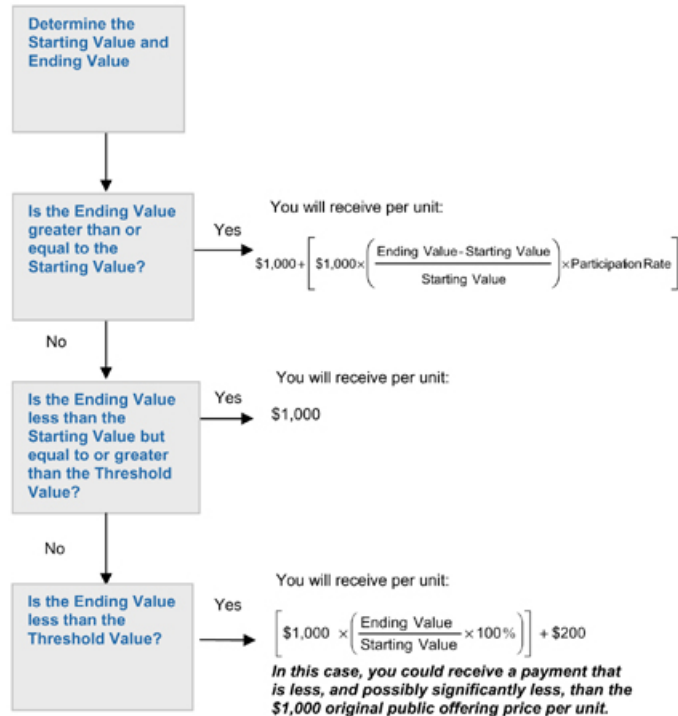 Determine the
Starting Value and
Ending Value
Is the Ending Value
greater than or
equal to the
Starting Value?
Yes
You will receive per unit:
$1,000+[$1,000×(Ending Value-Starting Value/Starting Value)×Participation Rate]
No
Is the Ending Value
less than the
Starting Value but
equal to or greater
than the Threshold
Value?
Yes
You will receive per unit:
$1,000
No
Is the Ending Value
less than the
Threshold Value?
Yes
You will receive per unit:
[$1,000 ×(Ending Value/Starting Value×100%)] + $200
In this case, you could receive a payment that
is less, and possibly significantly less, than the
$1,000 original public offering price per unit.